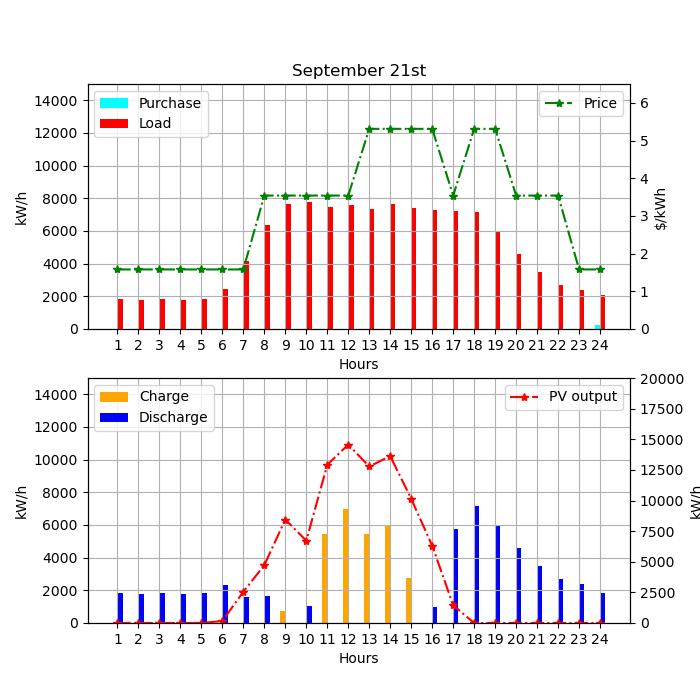 September 21st
14000
12000
10000
8000
6000
4000
2000
0
kW/h
Purchase
Load
Price
6
5
4
3
2
1
0
$/kWh
1 2 3 4 5 6 7 8 9 10 11 12 13 14 15 16 17 18 19 20 21 22 23 24
Hours
14000
12000
10000
8000
6000
4000
2000
0
kW/h
Charge
Discharge
PV output
20000
17500
15000
12500
10000
7500
5000
2500
0
kW/h
1 2 3 4 5 6 7 8 9 10 11 12 13 14 15 16 17 18 19 20 21 22 23 24
Hours